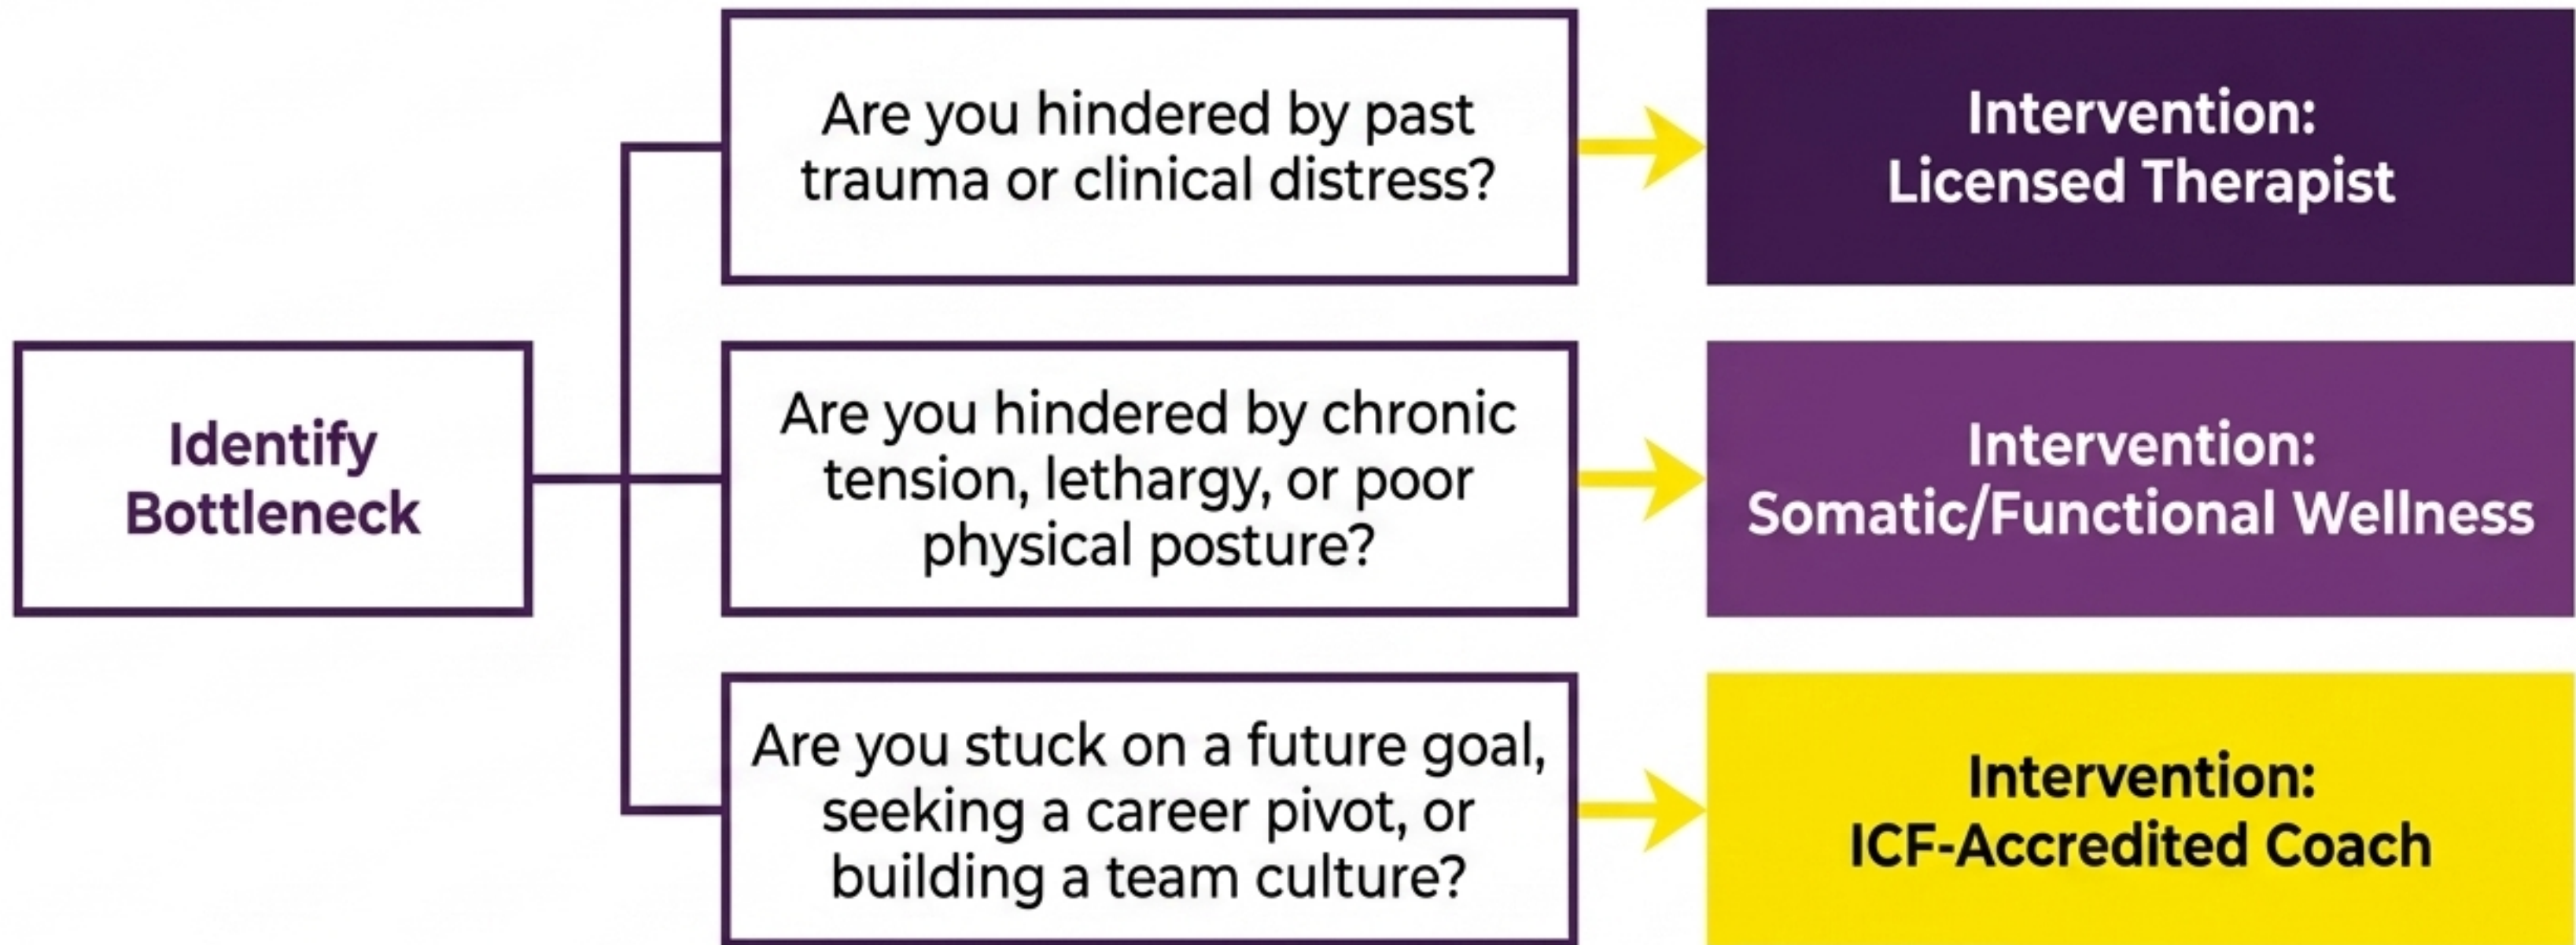 Identify
Bottleneck
Are you hindered by past
trauma or clinical distress?
Intervention:
Licensed Therapist
Are you hindered by chronic
tension, lethargy, or poor
physical posture?
Intervention:
Somatic/Functional Wellness
Are you stuck on a future goal,
seeking a career pivot, or
building a team culture?
Intervention:
ICF-Accredited Coach